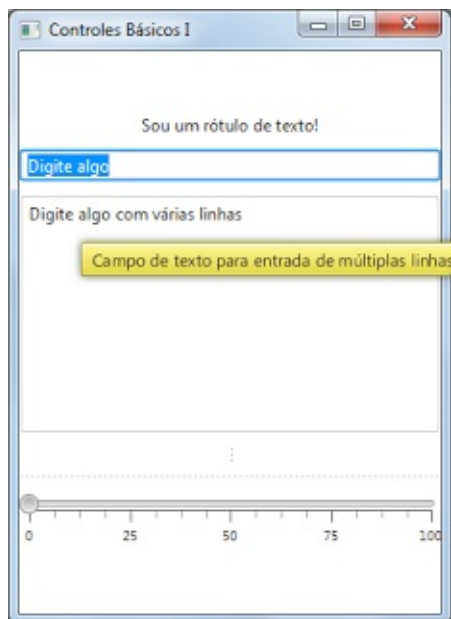 Controles Básicos I
Sou um rótulo de texto!
Digite algo
Digite algo com várias linhas
Campo de texto para entrada de múltiplas linhas
0 25 50 75 100